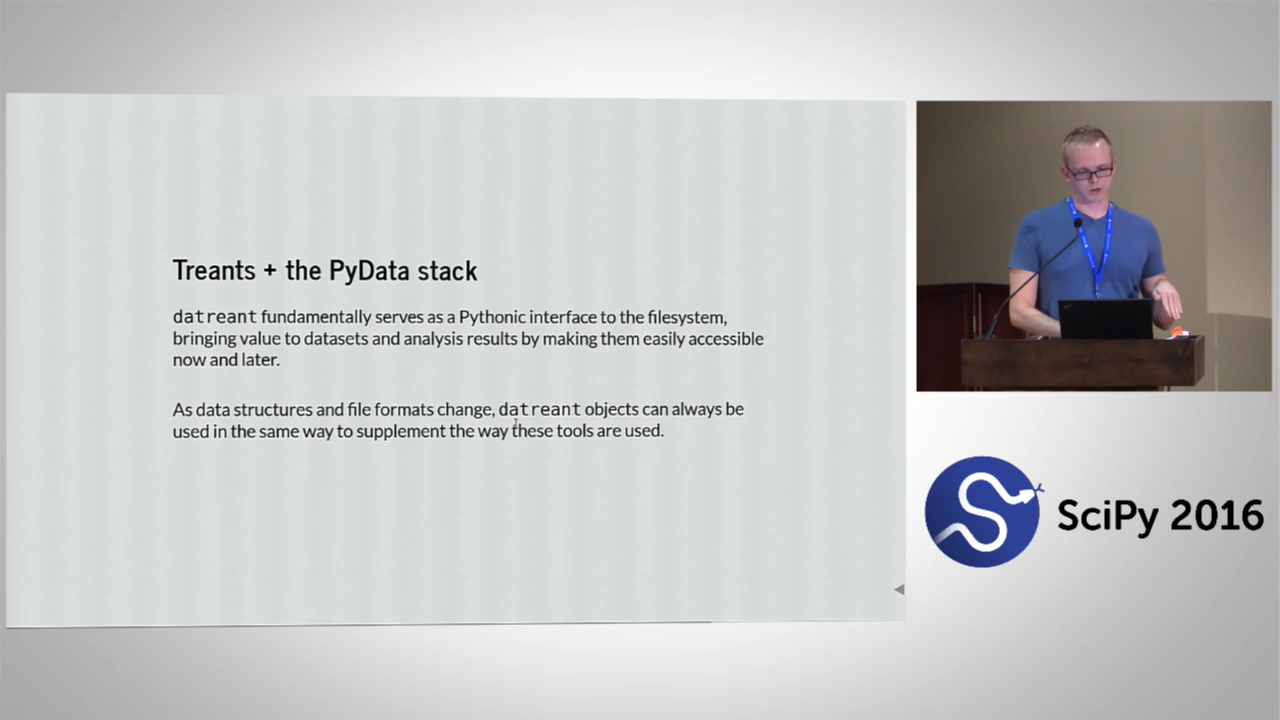 Treants + the PyData stack
datreant fundamentally serves as a Pythonic interface to the filesystem,
bringing value to datasets and analysis results by making them easily accessible
now and later.
As data structures and file formats change, datreant objects can always be
used in the same way to supplement the way these tools are used.
SciPy 2016